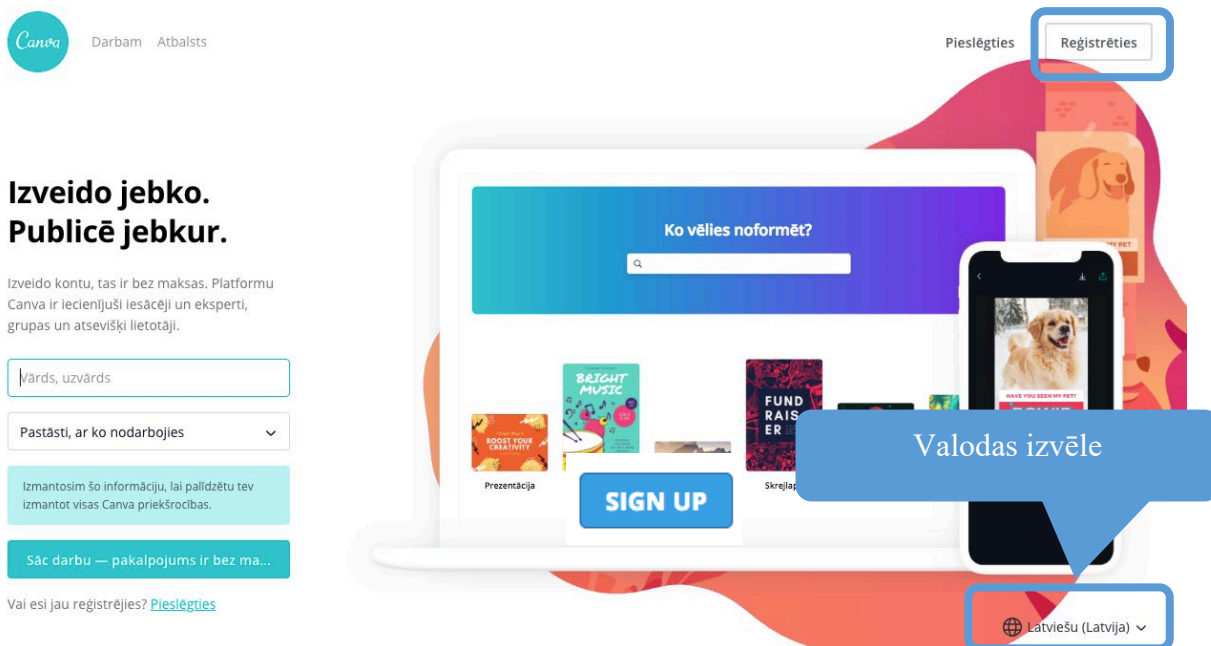 Canva
Darbam Atbalsts
Pieslēgties Reģistrēties
Izveido jebko.
Publicē jebkur.
Izveido kontu, tas ir bez maksas. Platformu
Canva ir iecienījuši iesācēji un eksperti,
grupas un atsevišķi lietotāji.
Vārds, uzvārds
Pastāsti, ar ko nodarbojies
Izmantosim šo informāciju, lai palīdzētu tev
izmantot visas Canva priekšrocības.
Sāc darbu — pakalpojums ir bez ma...
Vai esi jau reģistrējies? Pieslēgties
Ko vēlies noformēt?
BOOST YOUR
CREATIVITY
Prezentācija
BRIGHT
MUSIC
FUND
RAIS
ER
Skrejlap
SIGN UP
MY PET
HAVE YOU SEEN MY PET?
Valodas izvēle
Latviešu (Latvija)